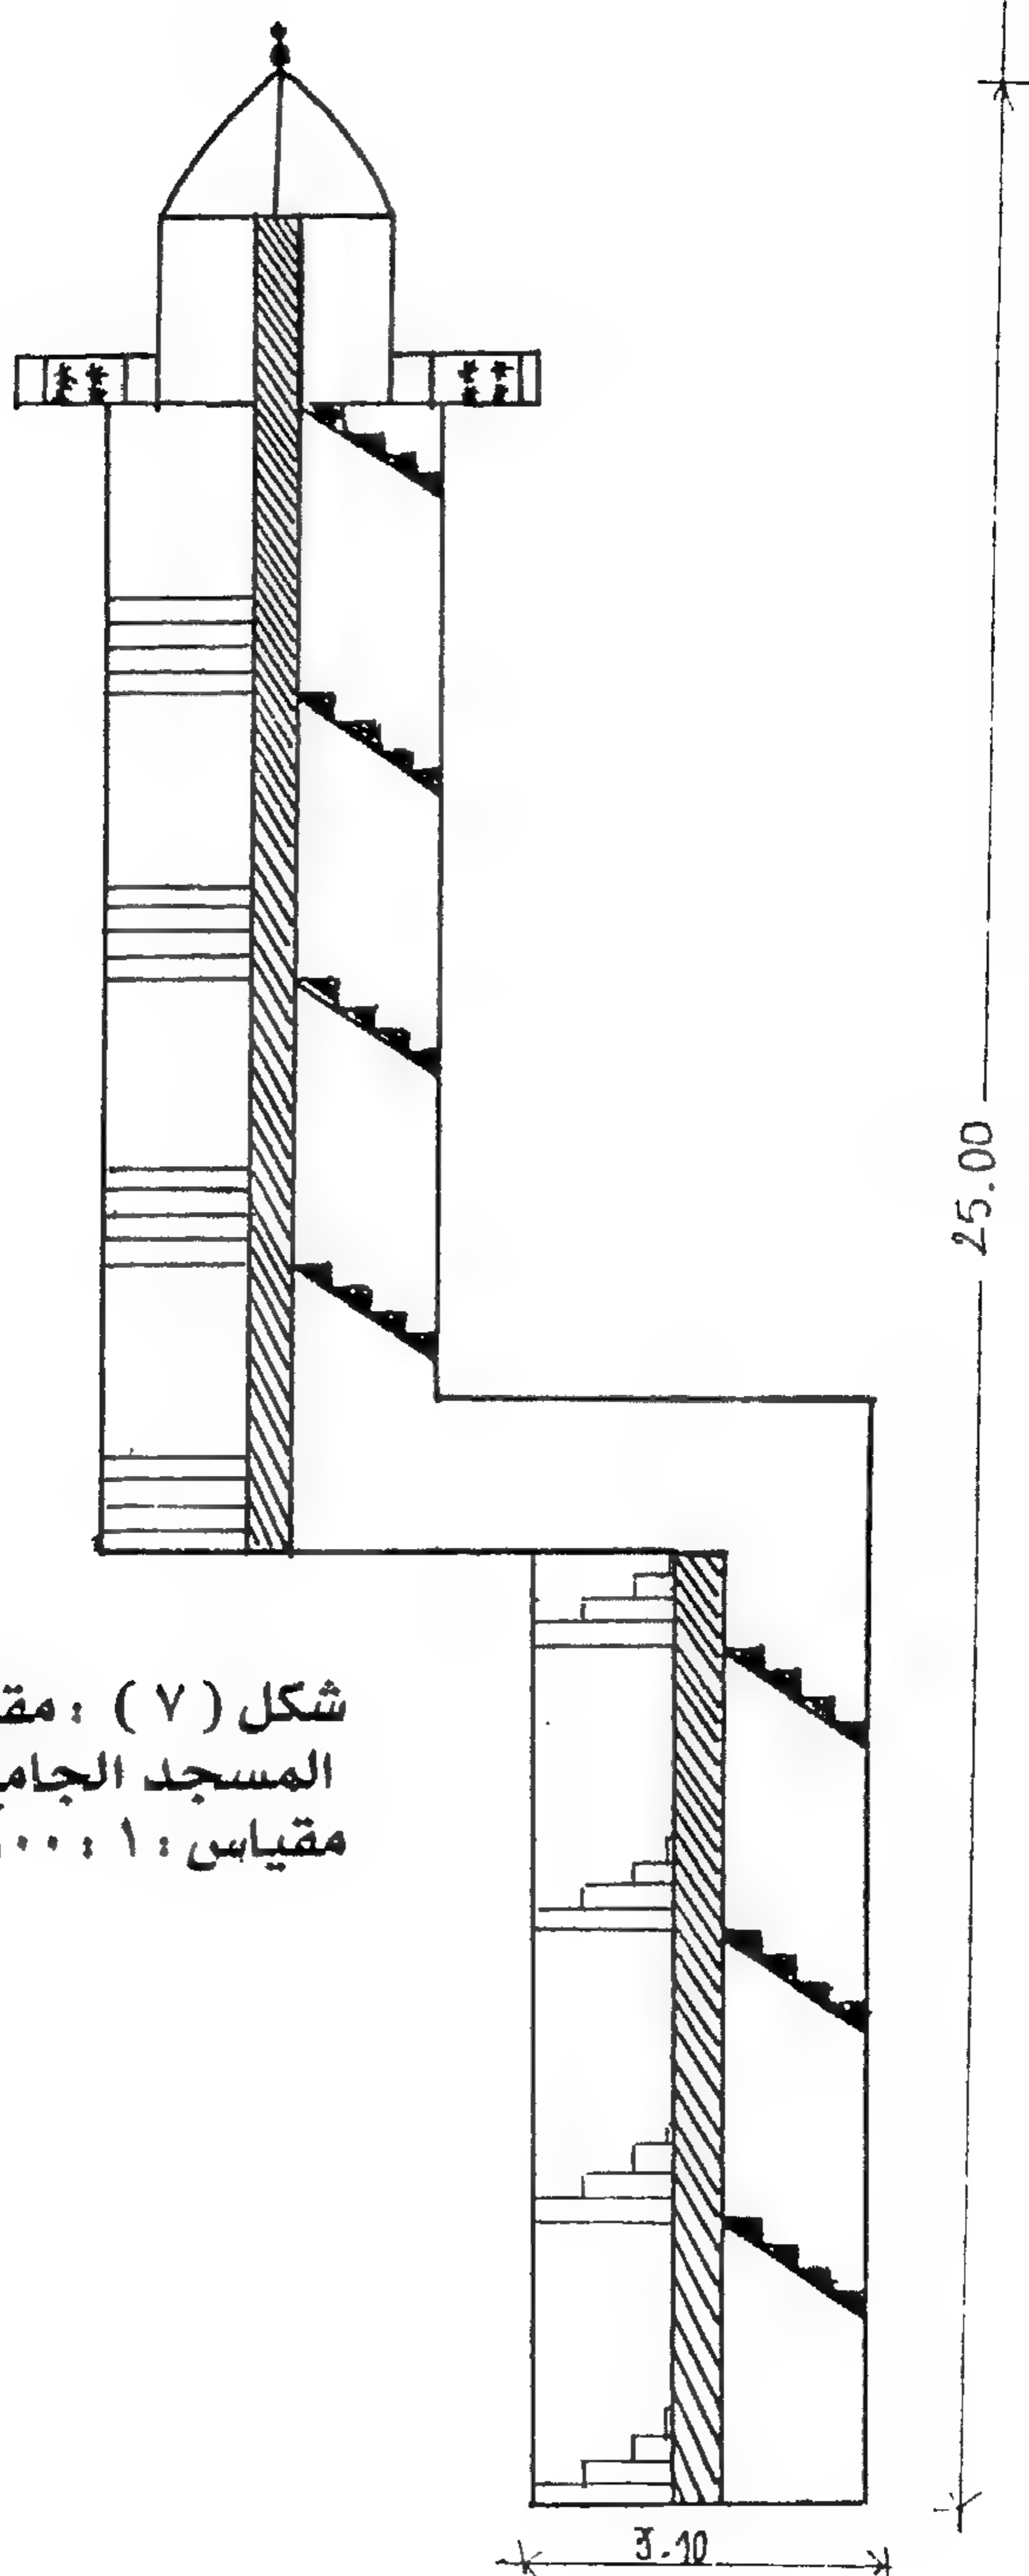 25.00
شكل ( ٧ ) :
المسجد
مقياس : ١ :
3.10